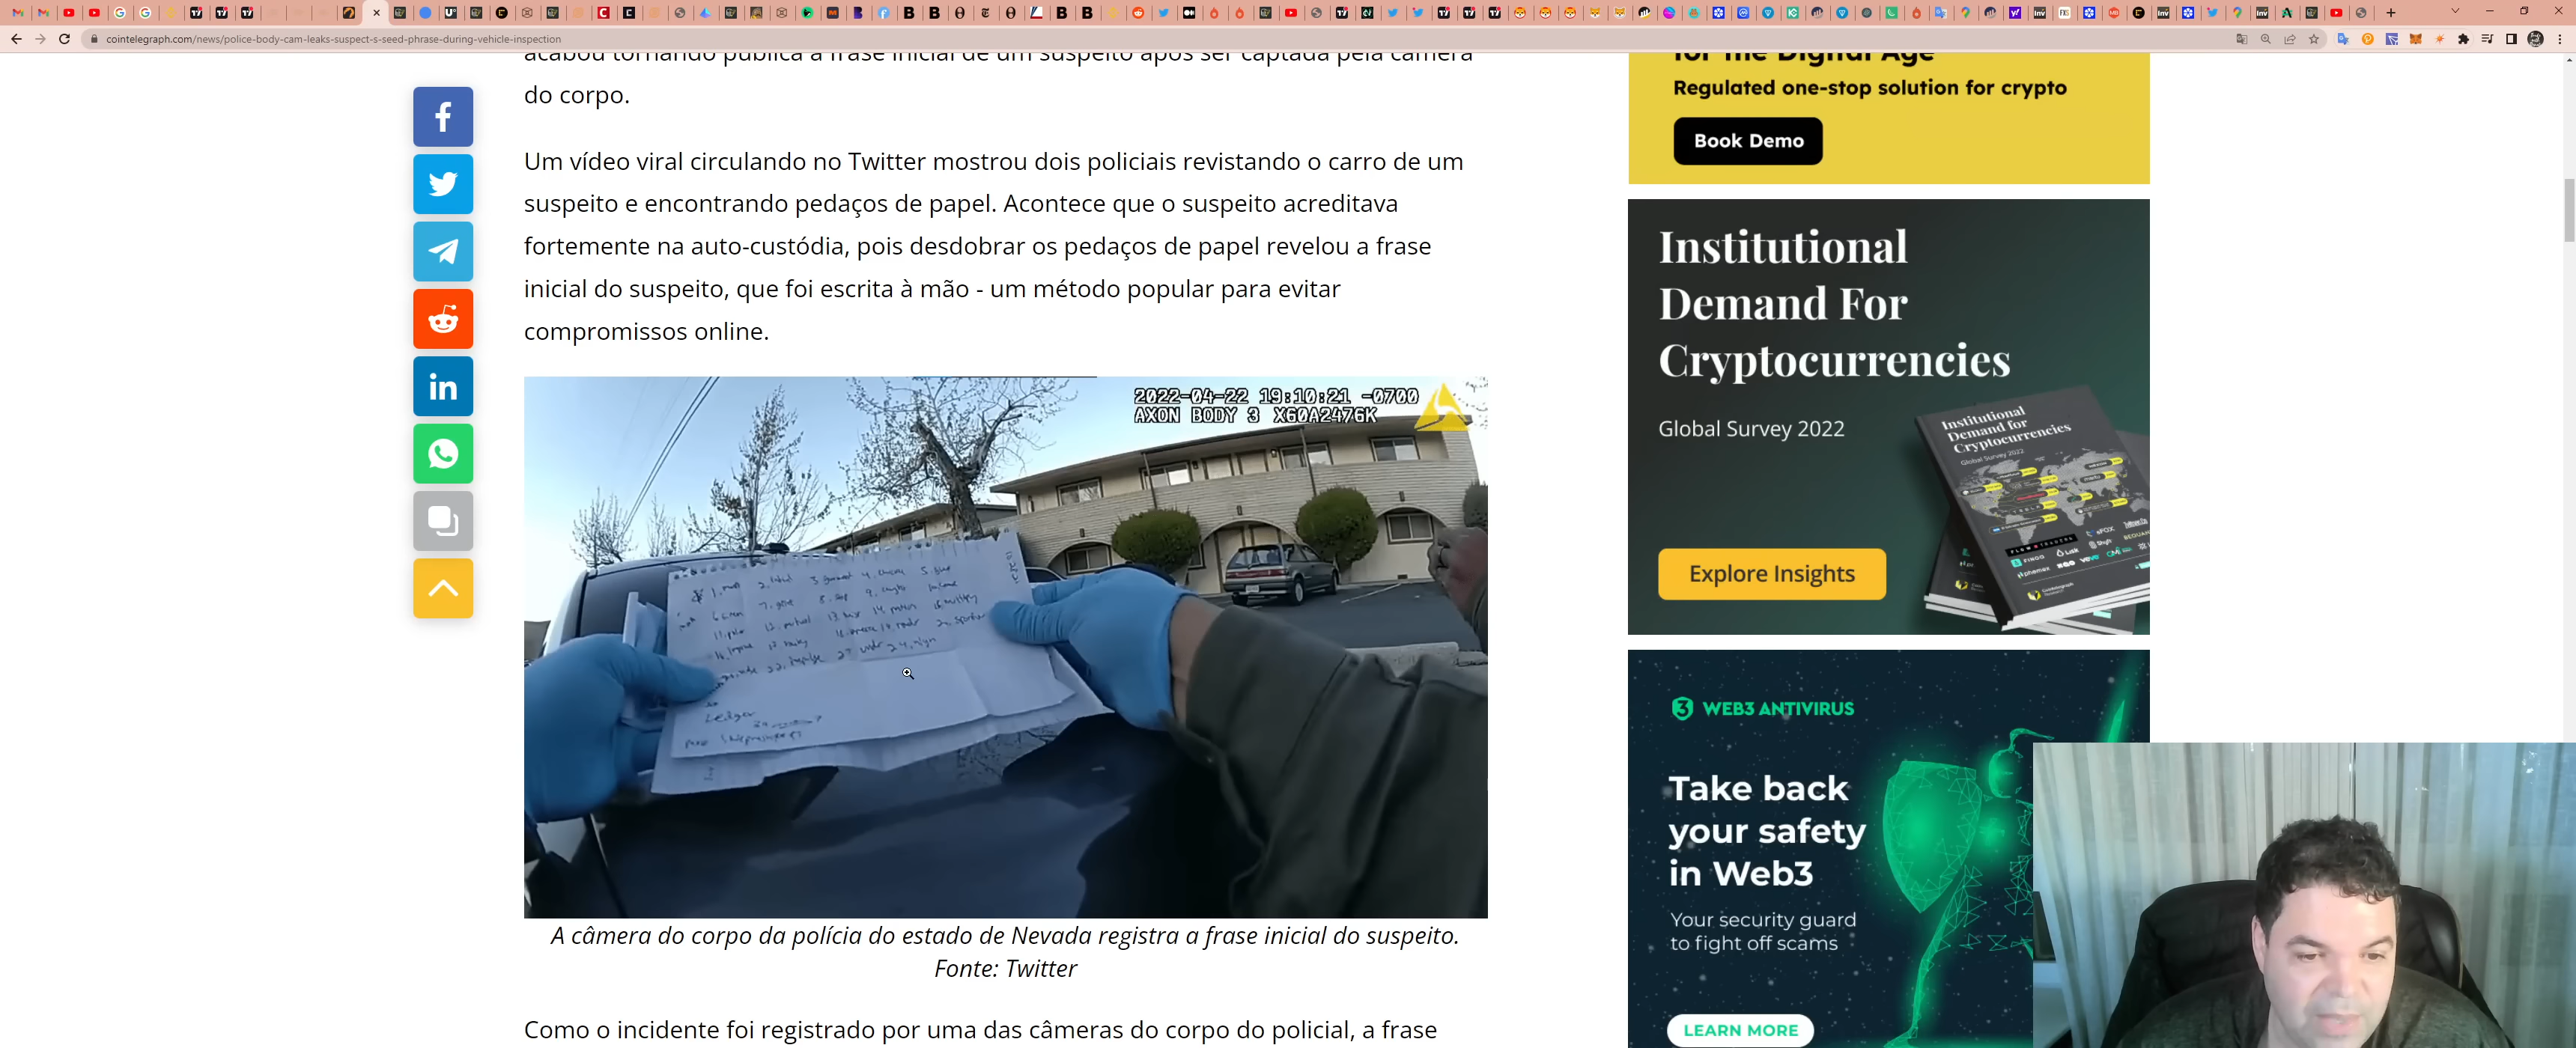 cointelegraph.com/news/police-body-cam-leaks-suspect-s-seed-phrase-during-vehicle-inspection
acabou tornando pública a frase inicial de um suspeito após ser captada pela câmera
do corpo.
Um vídeo viral circulando no Twitter mostrou dois policiais revistando o carro de um
suspeito e encontrando pedaços de papel. Acontece que o suspeito acreditava
fortemente na auto-custódia, pois desdobrar os pedaços de papel revelou a frase
inicial do suspeito, que foi escrita à mão - um método popular para evitar
compromissos online.
2022-04-22 19:10:21 -0700
AXON BODY 3 X60A2476K
A câmera do corpo da polícia do estado de Nevada registra a frase inicial do suspeito.
Fonte: Twitter
Como o incidente foi registrado por uma das câmeras do corpo do policial, a frase
for the Digital Age
Regulated one-stop solution for crypto
Book Demo
Institutional
Demand For
Cryptocurrencies
Global Survey 2022
Explore Insights
Institutional
Demand for
Cryptocurrencies
Global Survey 2022
WEB3 ANTIVIRUS
Take back
your safety
in Web3
Your security guard
to fight off scams
LEARN MORE